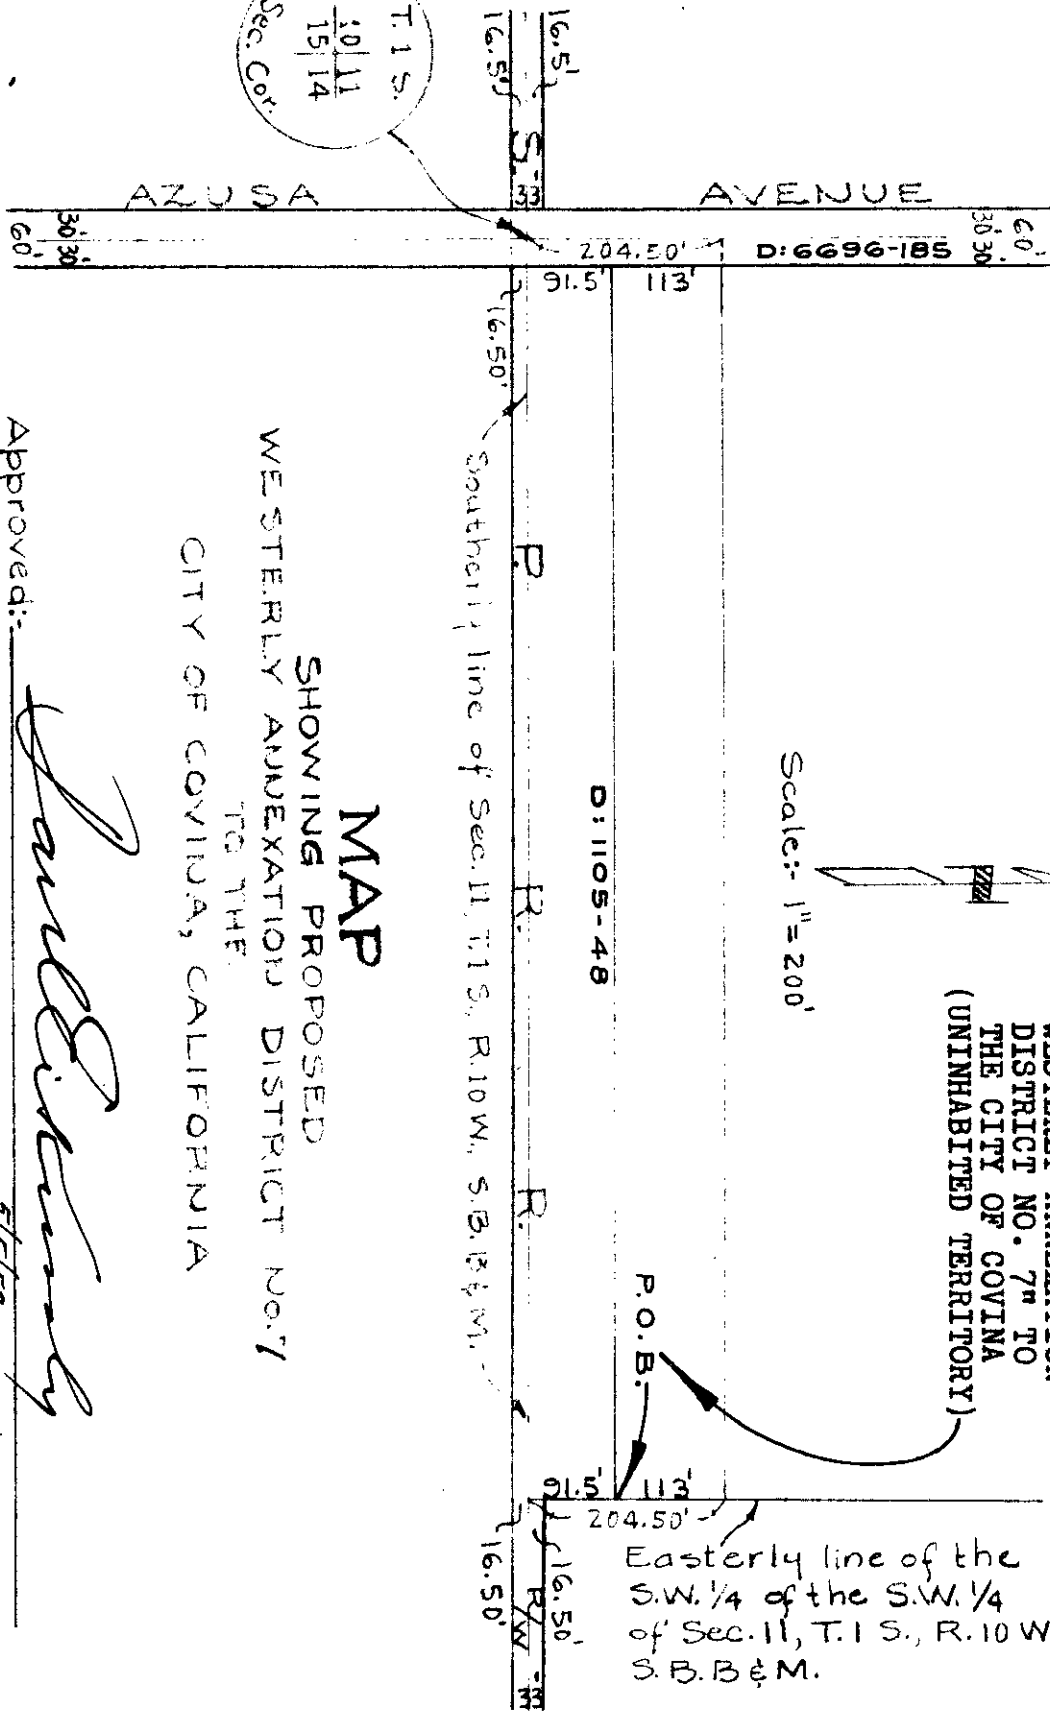 T. 1 S.
10 | 11
15 | 14
Sec. Cor.
16.5'
16.5'
S.
33
AZUSA AVENUE
30' 30'
60'
204.50'
D:6696-185
30' 30'
60'
91.5' 113'
16.50'
Southerly line of Sec. 11, T.1 S., R. 10 W., S.B.B & M.
P. R. R.
R/W
D:1105-48
Scale:- 1"=200'
DISTRICT NO. 7" TO
THE CITY OF COVINA
(UNINHABITED TERRITORY)
P.O.B.
91.5' 113'
204.50'
16.50'
16.50'
33
Easterly line of the
S.W. 1/4 of the S.W. 1/4
of Sec. 11, T.1 S., R. 10 W
S. B. B & M.
MAP
SHOWING PROPOSED
WESTERLY ANNEXATION DISTRICT No. 7
TO THE
CITY OF COVINA, CALIFORNIA
Approved:-